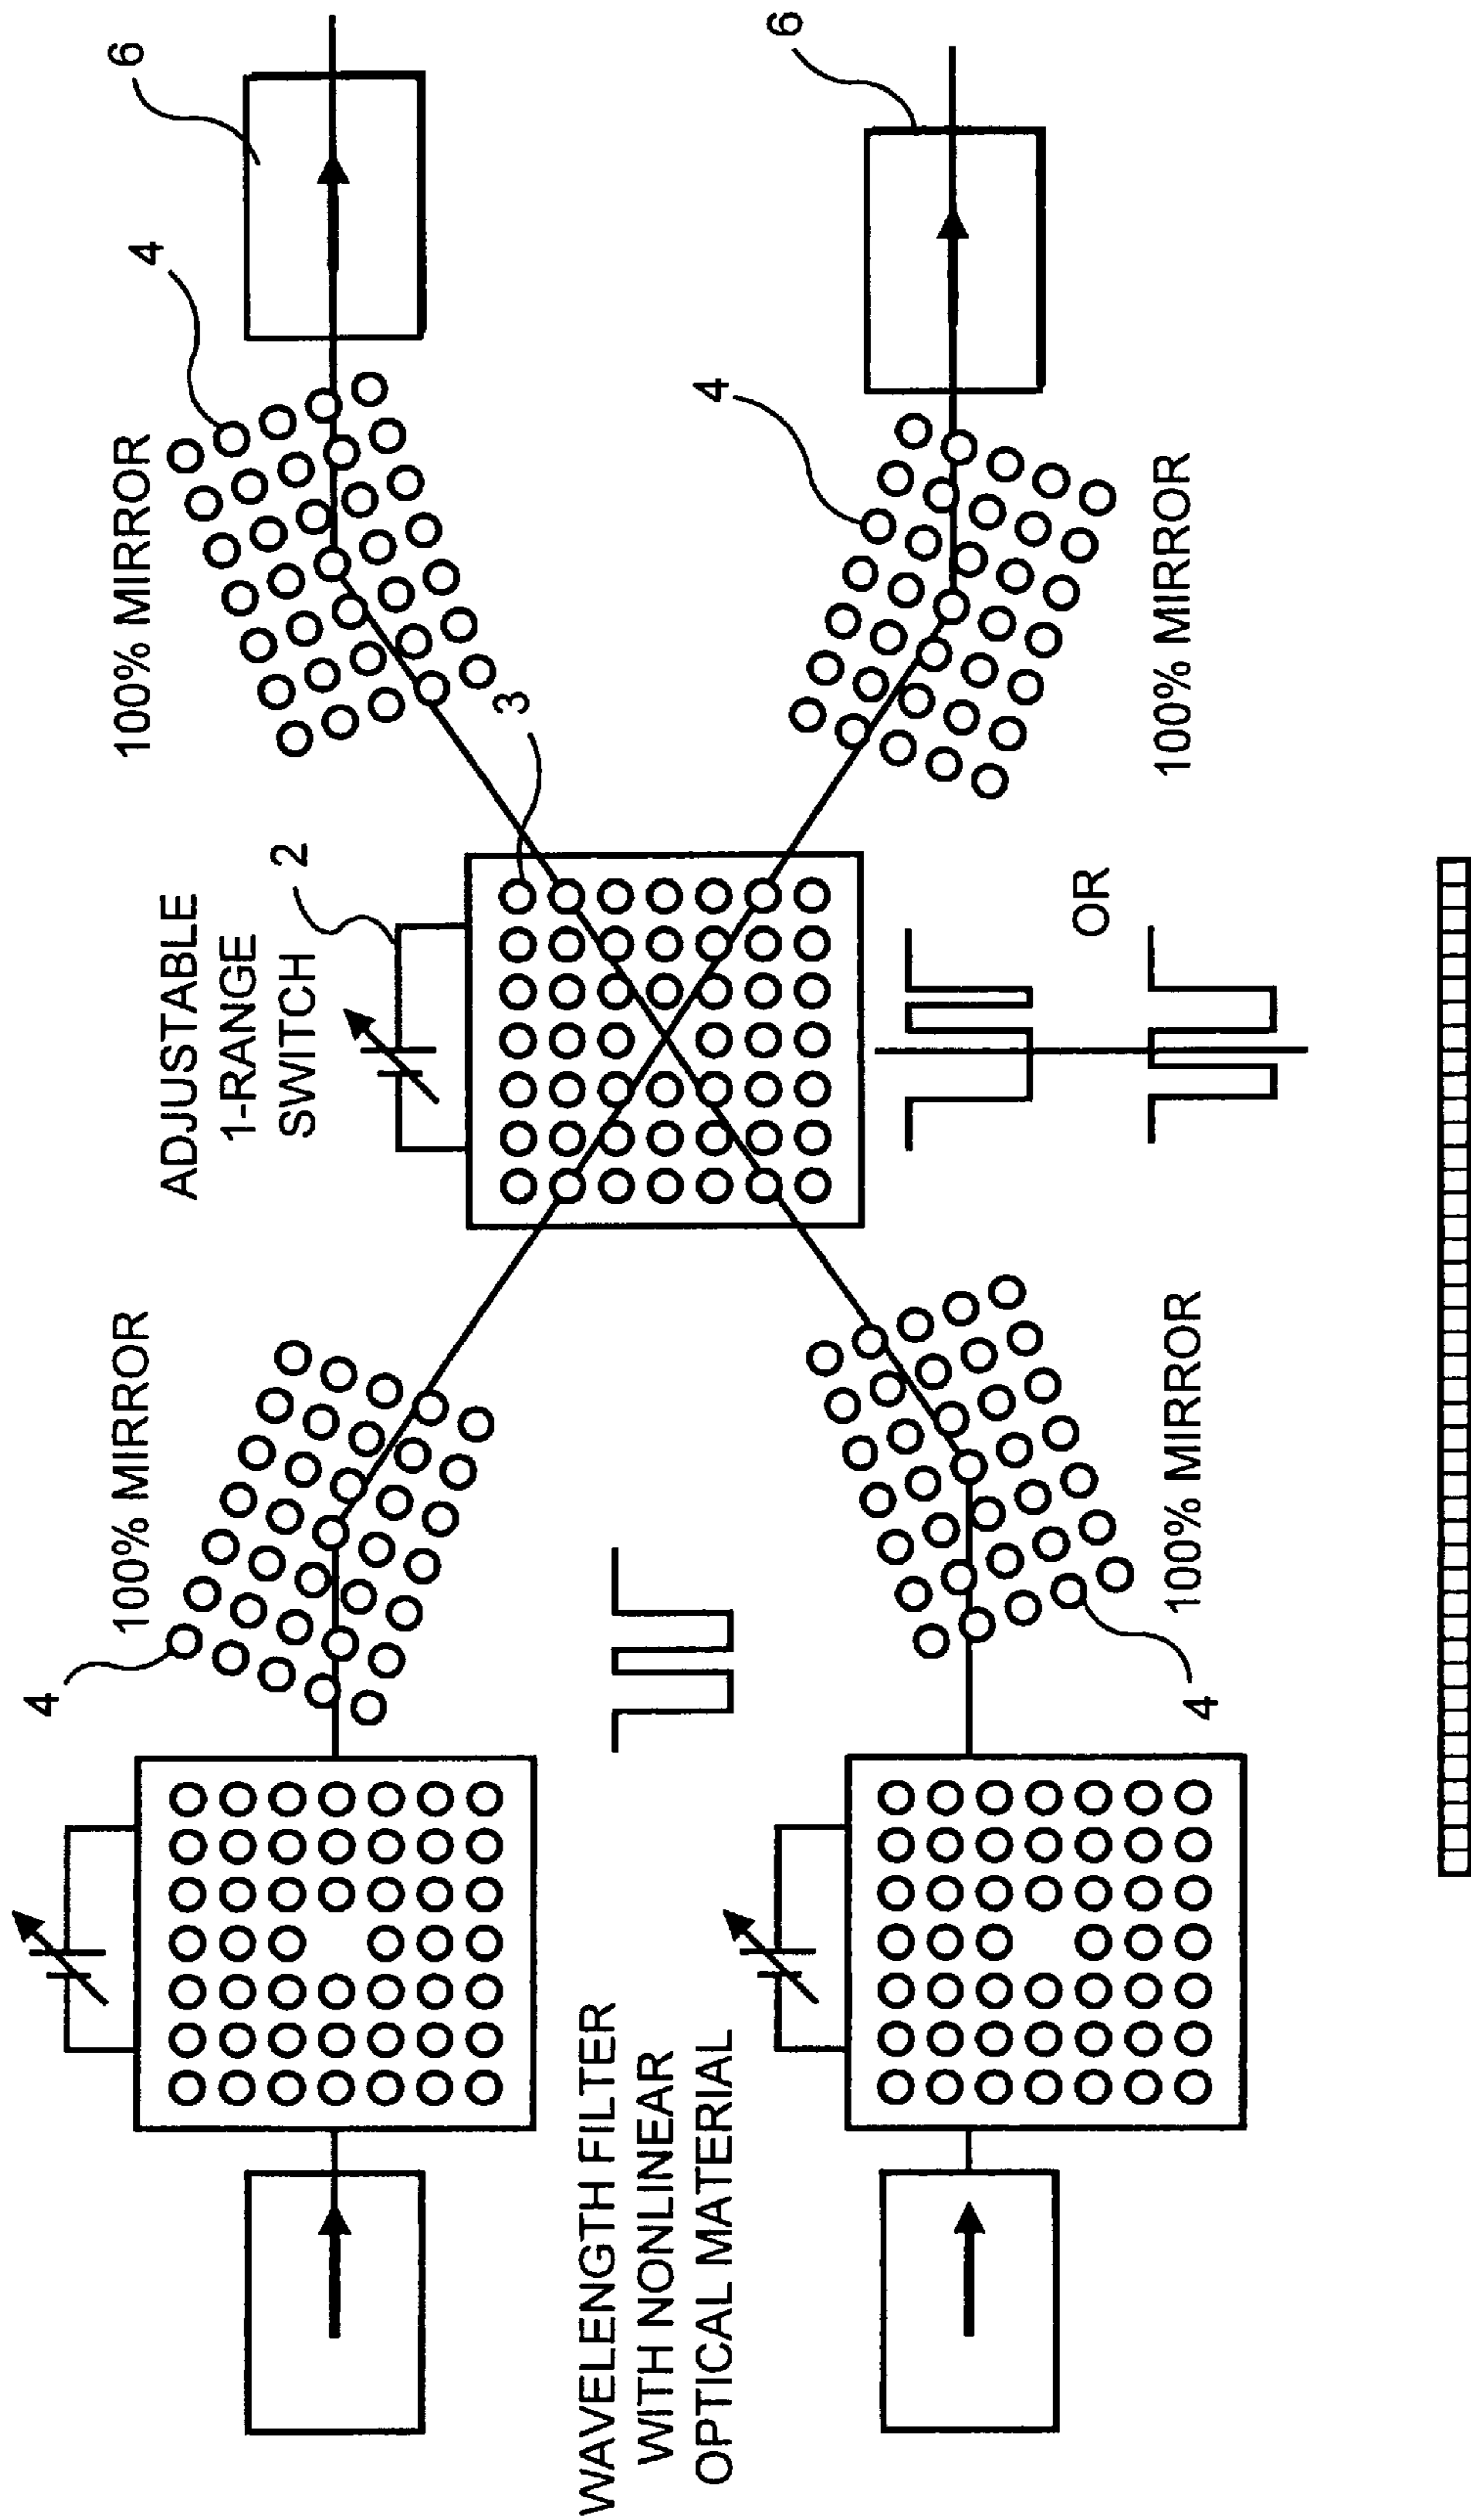 4
100% MIRROR
ADJUSTABLE
1-RANGE
SWITCH
2
3
100% MIRROR
4
6
WAVELENGTH FILTER
WITH NONLINEAR
OPTICAL MATERIAL
4
6
100% MIRROR
4
OR
100% MIRROR